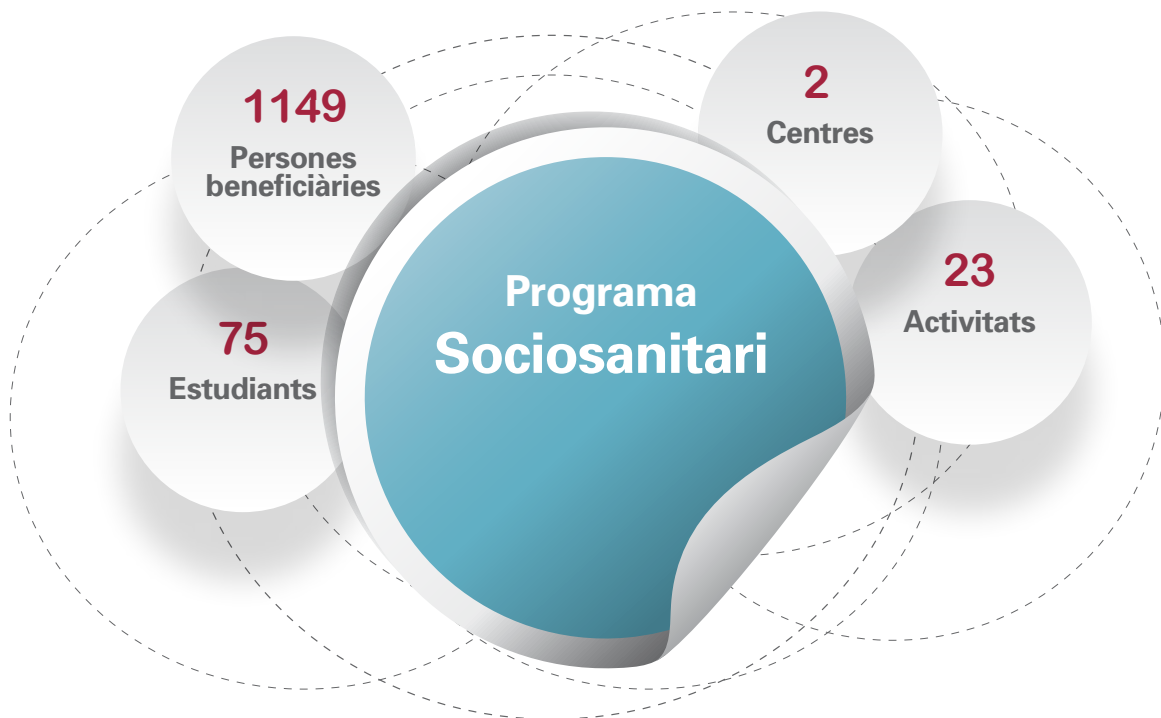 1149
Persones
beneficiàries
75
Estudiants
Programa
Sociosanitari
2
Centres
23
Activitats